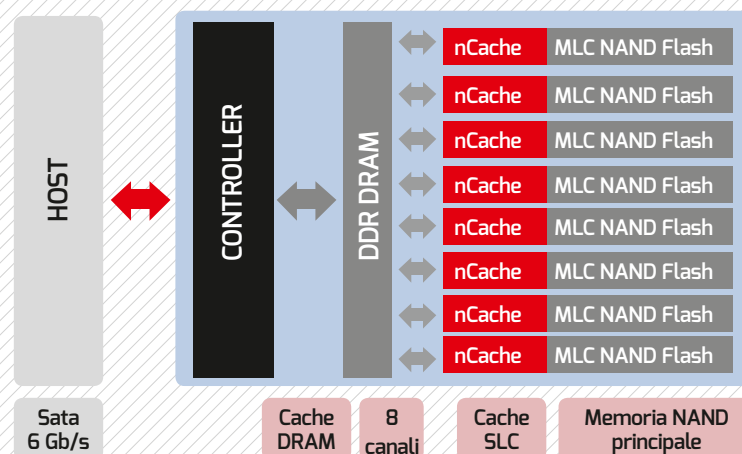 HOST
CONTROLLER
DDR DRAM
nCache MLC NAND Flash
nCache MLC NAND Flash
nCache MLC NAND Flash
nCache MLC NAND Flash
nCache MLC NAND Flash
nCache MLC NAND Flash
nCache MLC NAND Flash
nCache MLC NAND Flash
Sata
6 Gb/s
Cache
DRAM
8
canali
Cache
SLC
Memoria NAND
principale